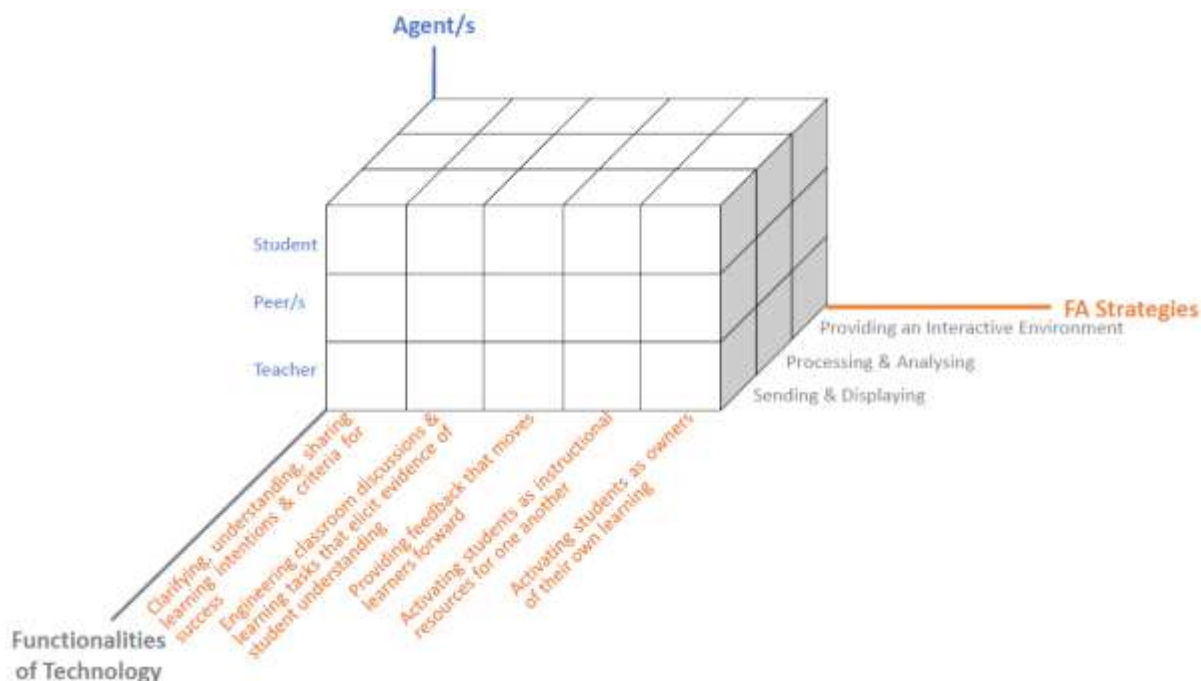 Agent/s
Student
Peer/s
Teacher
FA Strategies
Providing an Interactive Environment
Processing & Analysing
Sending & Displaying
Clarifying, understanding, sharing
learning intentions & criteria for
success
Engineering classroom discussions &
learning tasks that elicit evidence of
student understanding
Providing feedback that moves
learners forward
Activating students as instructional
resources for one another
Activating students as owners
of their own learning
Functionalities
of Technology